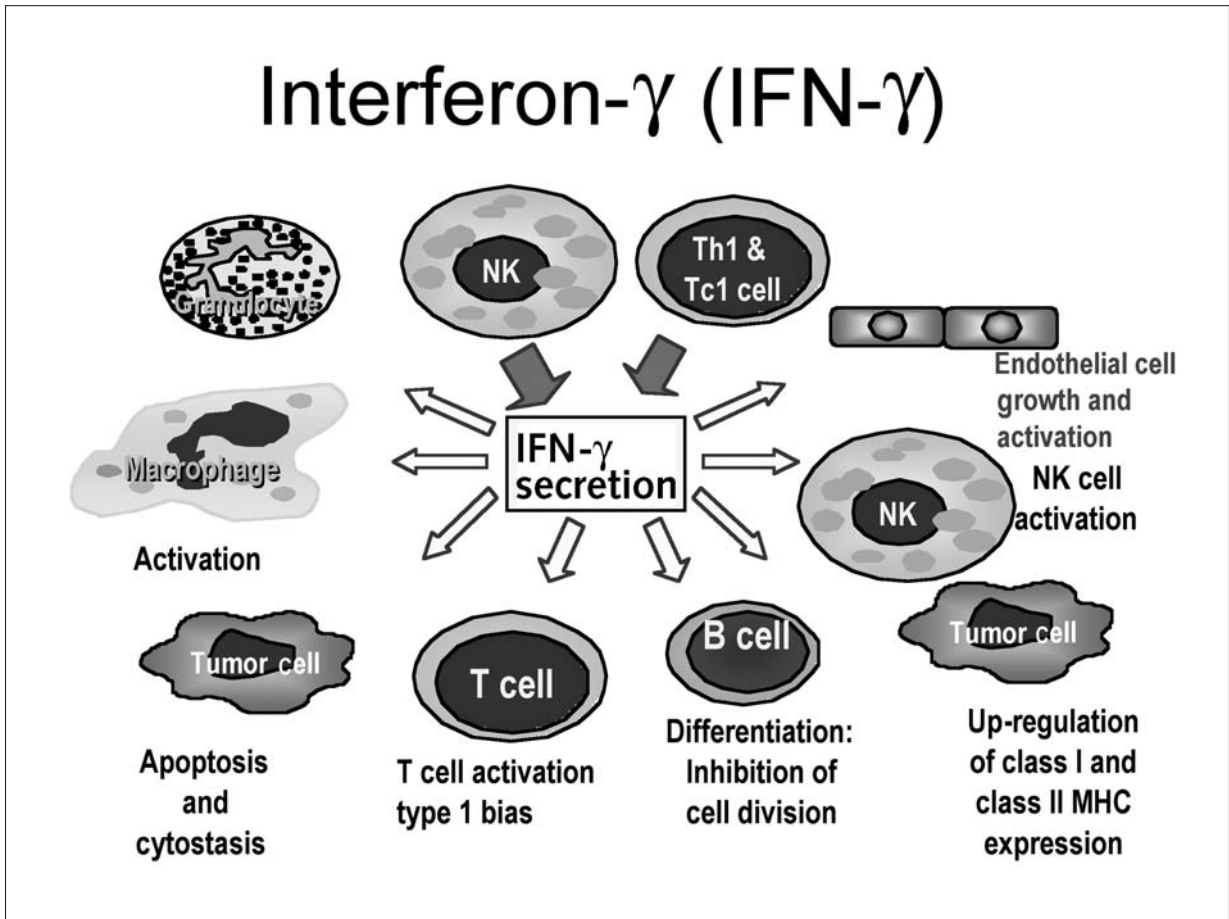 Interferon-γ (IFN-γ)
Granulocyte
NK
Th1 &
Tc1 cell
Endothelial cell
growth and
activation
Macrophage
Activation
IFN-γ
secretion
NK
NK cell
activation
Tumor cell
Apoptosis
and
cytostasis
T cell
T cell activation
type 1 bias
B cell
Differentiation:
Inhibition of
cell division
Tumor cell
Up-regulation
of class I and
class II MHC
expression